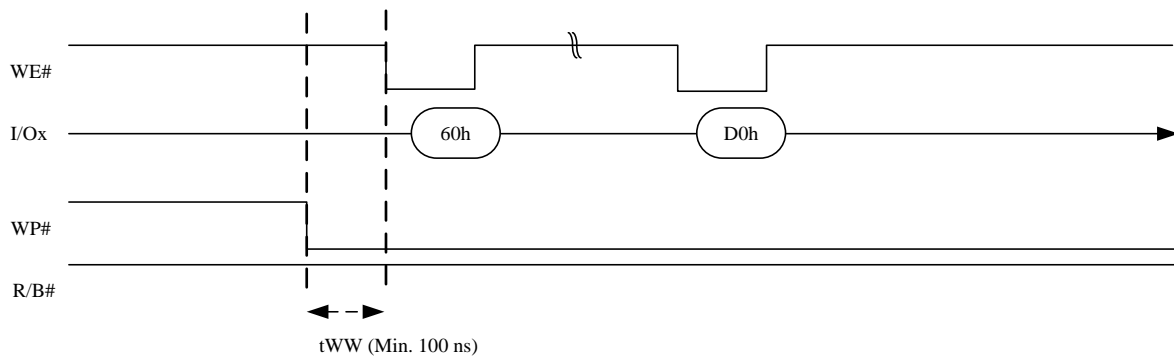 WE#
I/Ox
60h
D0h
WP#
R/B#
tWW (Min. 100 ns)